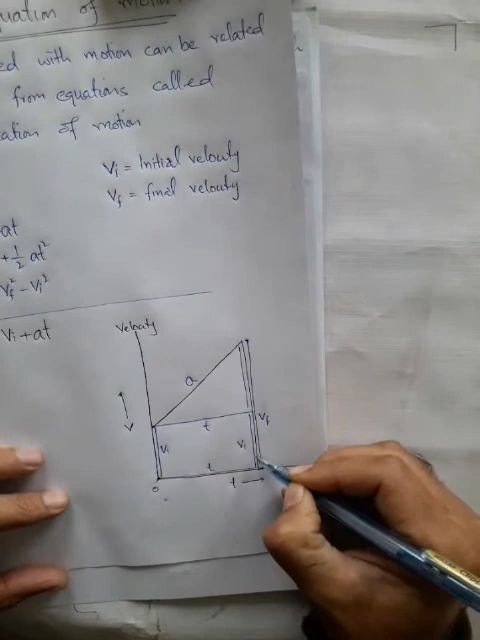 uation of motion
ed with motion can be related
from equations called
ation of motion
Vi = Initial velocity
Vf = final velocity
at
+ 1/2 at²
Vf² - Vi²
Vi + at
Velocity
a
V
t
Vf
Vi
Vi
t
o
t →